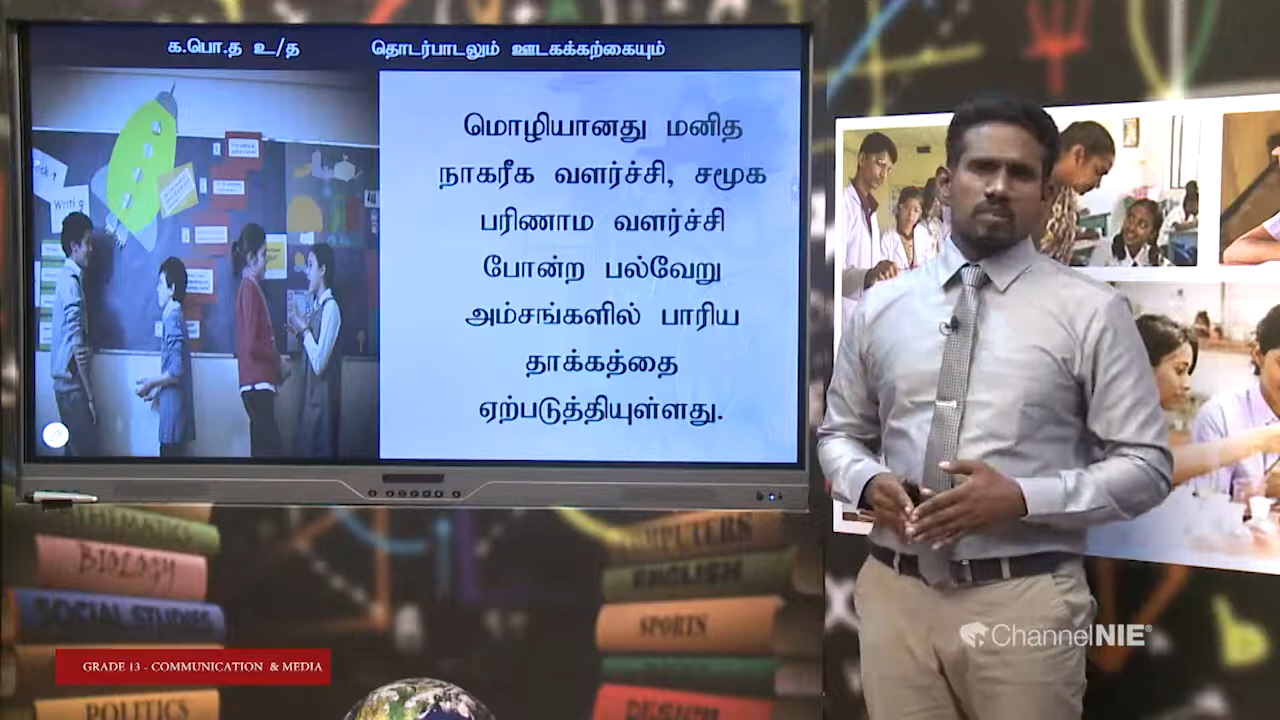 க.பொ.த உ/த தொடர்பாடலும் ஊடகக்கற்கையும்
மொழியானது மனித
நாகரீக வளர்ச்சி, சமூக
பரிணாம வளர்ச்சி
போன்ற பல்வேறு
அம்சங்களில் பாரிய
தாக்கத்தை
ஏற்படுத்தியுள்ளது.
MATHEMATICS
BIOLOGY
SOCIAL STUDIES
POLITICS
COMPUTERS
ENGLISH
SPORTS
DESIGN
GRADE 13 - COMMUNICATION & MEDIA
ChannelNIE®